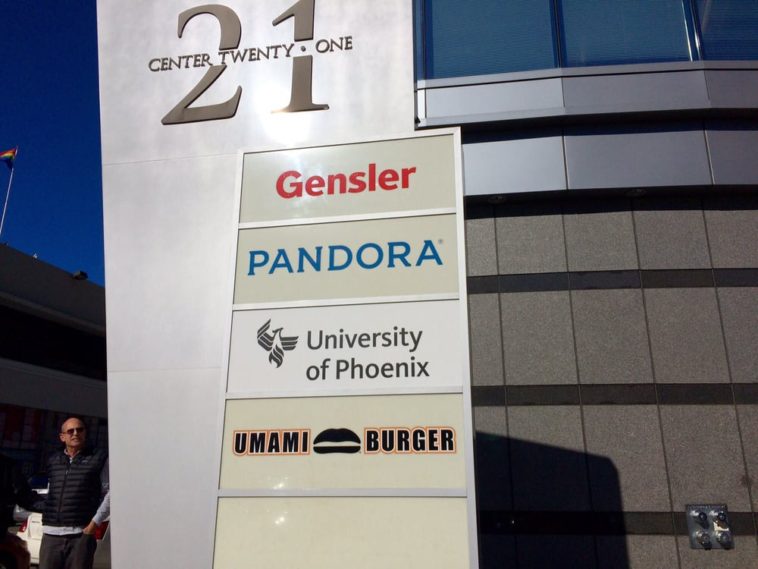 21
CENTER TWENTY • ONE
Gensler
PANDORA®
University
of Phoenix
UMAMI BURGER